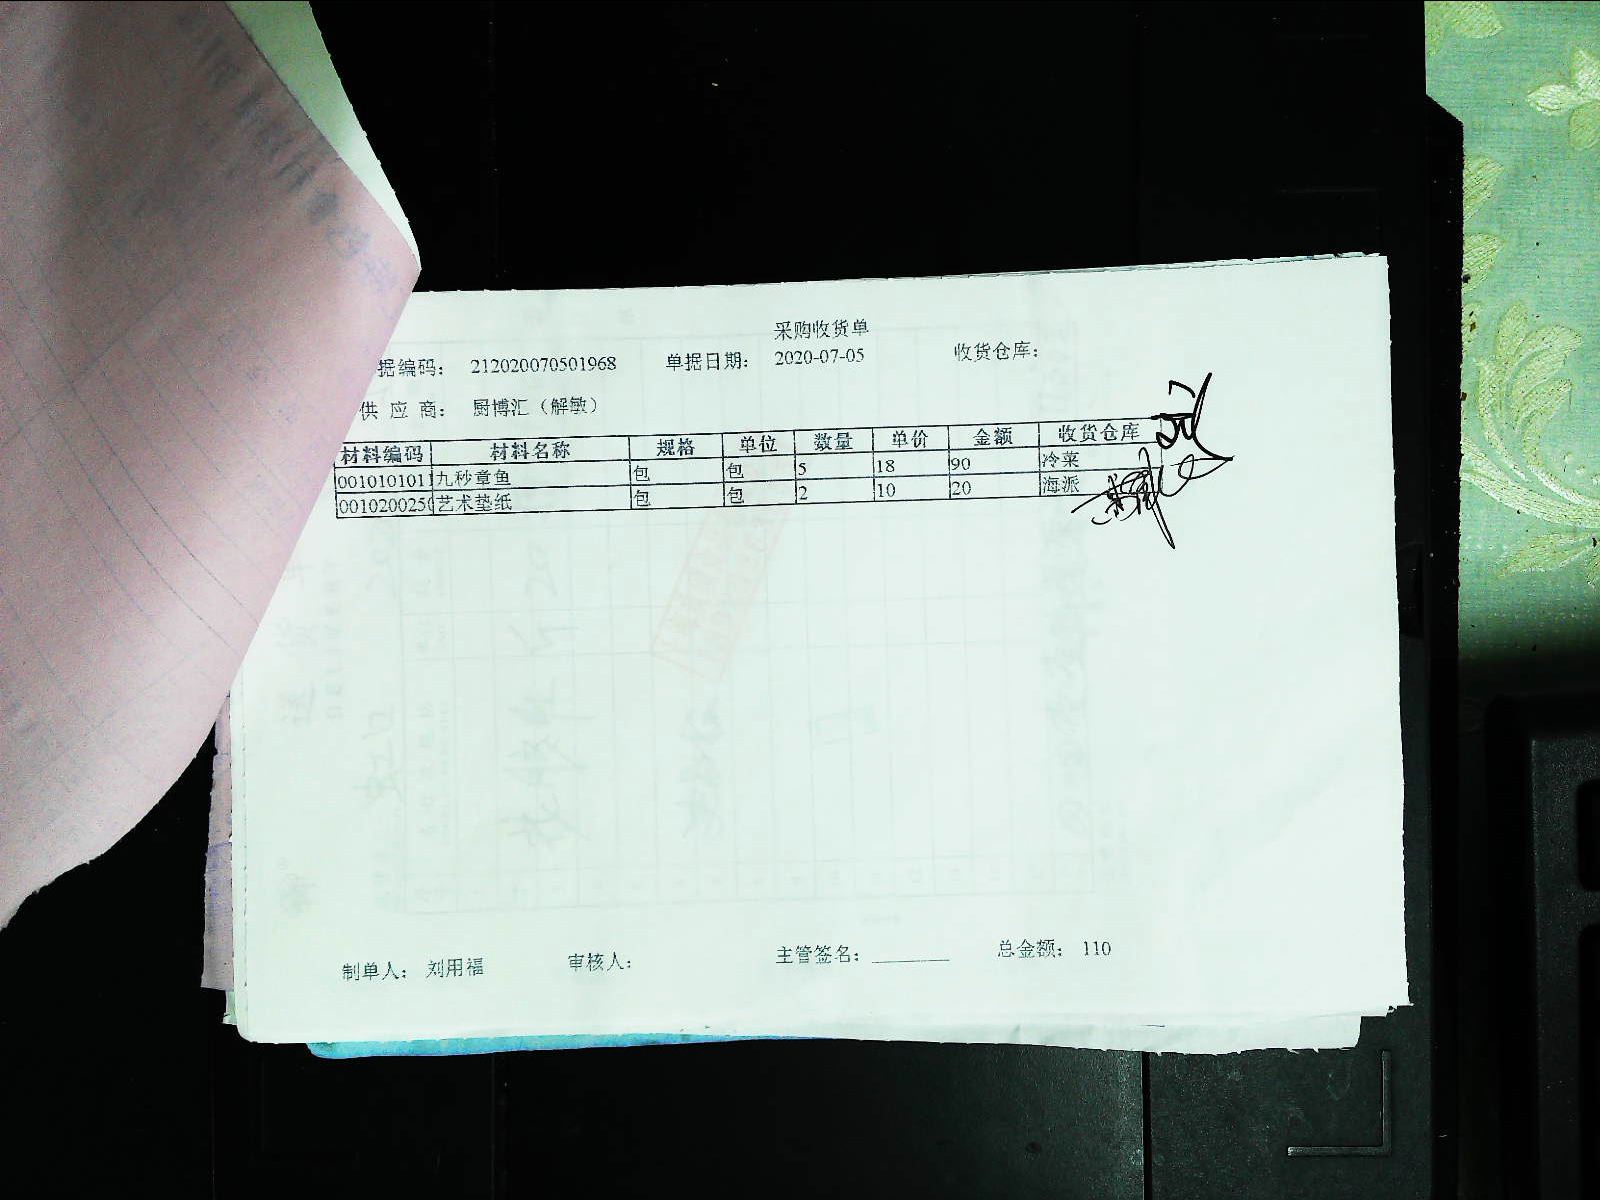 采购收货单
据编码： 212020070501968 单据日期： 2020-07-05 收货仓库：
供 应 商： 厨博汇（解敏）
材料编码 材料名称 规格 单位 数量 单价 金额 收货仓库
001010101 九秒章鱼 包 包 5 18 90 冷菜
001020025 艺术垫纸 包 包 2 10 20 海派
制单人： 刘用福 审核人： 主管签名： 总金额： 110